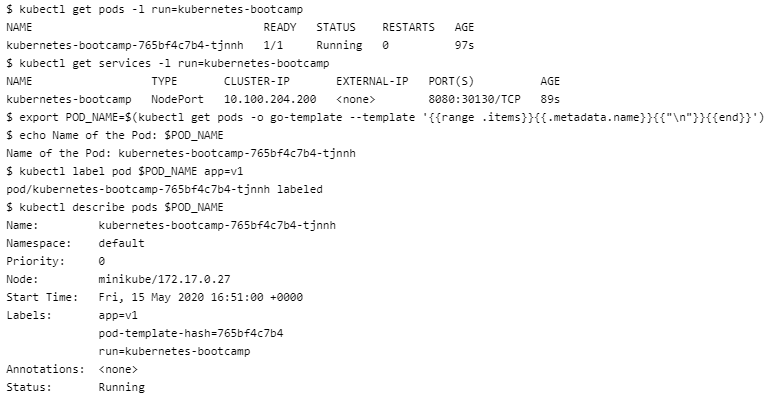 $ kubectl get pods -l run=kubernetes-bootcamp
NAME READY STATUS RESTARTS AGE
kubernetes-bootcamp-765bf4c7b4-tjnnh 1/1 Running 0 97s
$ kubectl get services -l run=kubernetes-bootcamp
NAME TYPE CLUSTER-IP EXTERNAL-IP PORT(S) AGE
kubernetes-bootcamp NodePort 10.100.204.200 <none> 8080:30130/TCP 89s
$ export POD_NAME=$(kubectl get pods -o go-template --template '{{range .items}}{{.metadata.name}}{{"\n"}}{{end}}')
$ echo Name of the Pod: $POD_NAME
Name of the Pod: kubernetes-bootcamp-765bf4c7b4-tjnnh
$ kubectl label pod $POD_NAME app=v1
pod/kubernetes-bootcamp-765bf4c7b4-tjnnh labeled
$ kubectl describe pods $POD_NAME
Name: kubernetes-bootcamp-765bf4c7b4-tjnnh
Namespace: default
Priority: 0
Node: minikube/172.17.0.27
Start Time: Fri, 15 May 2020 16:51:00 +0000
Labels: app=v1
pod-template-hash=765bf4c7b4
run=kubernetes-bootcamp
Annotations: <none>
Status: Running